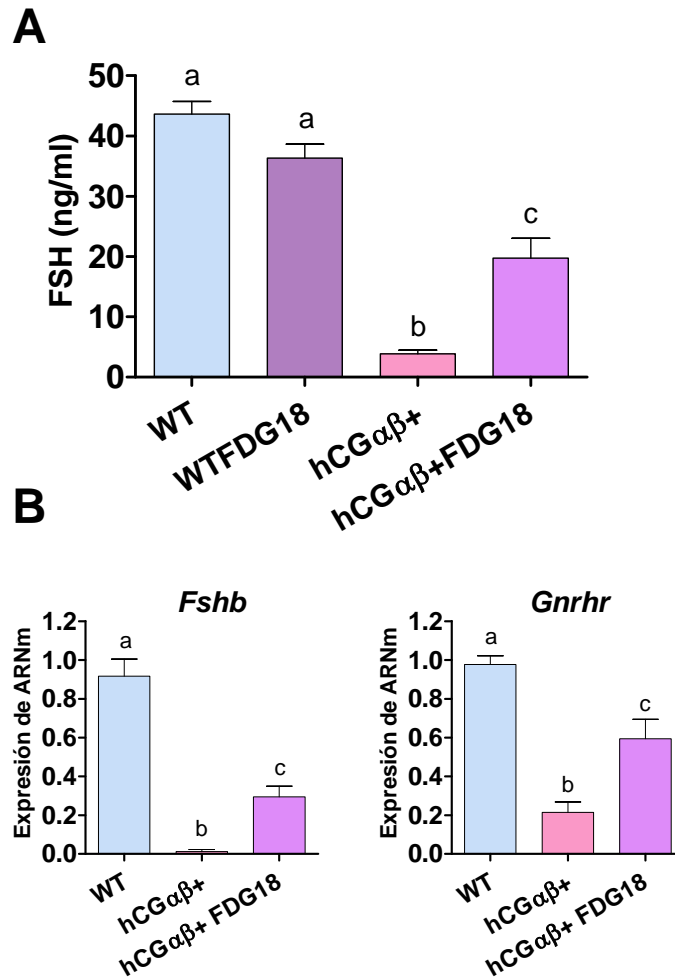 A
FSH (ng/ml)
50
40
30
20
10
0
a
a
b
c
WT
WTFDG18
hCGαβ+
hCGαβ+FDG18
B
Fshb
Expresión de ARNm
1.2
1.0
0.8
0.6
0.4
0.2
0.0
a
b
c
WT
hCGαβ+
hCGαβ+ FDG18
Gnrhr
Expresión de ARNm
1.2
1.0
0.8
0.6
0.4
0.2
0.0
a
b
c
WT
hCGαβ+
hCGαβ+ FDG18